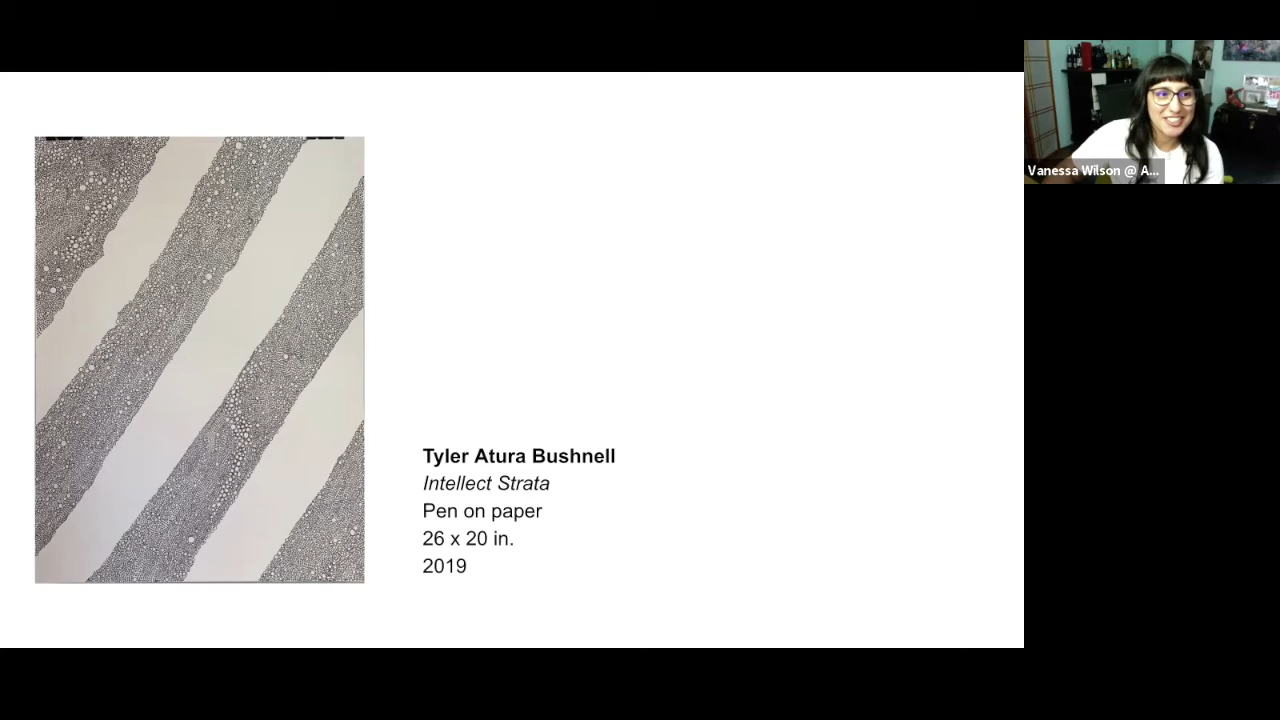 Vanessa Wilson @ A...
Tyler Atura Bushnell
Intellect Strata
Pen on paper
26 x 20 in.
2019